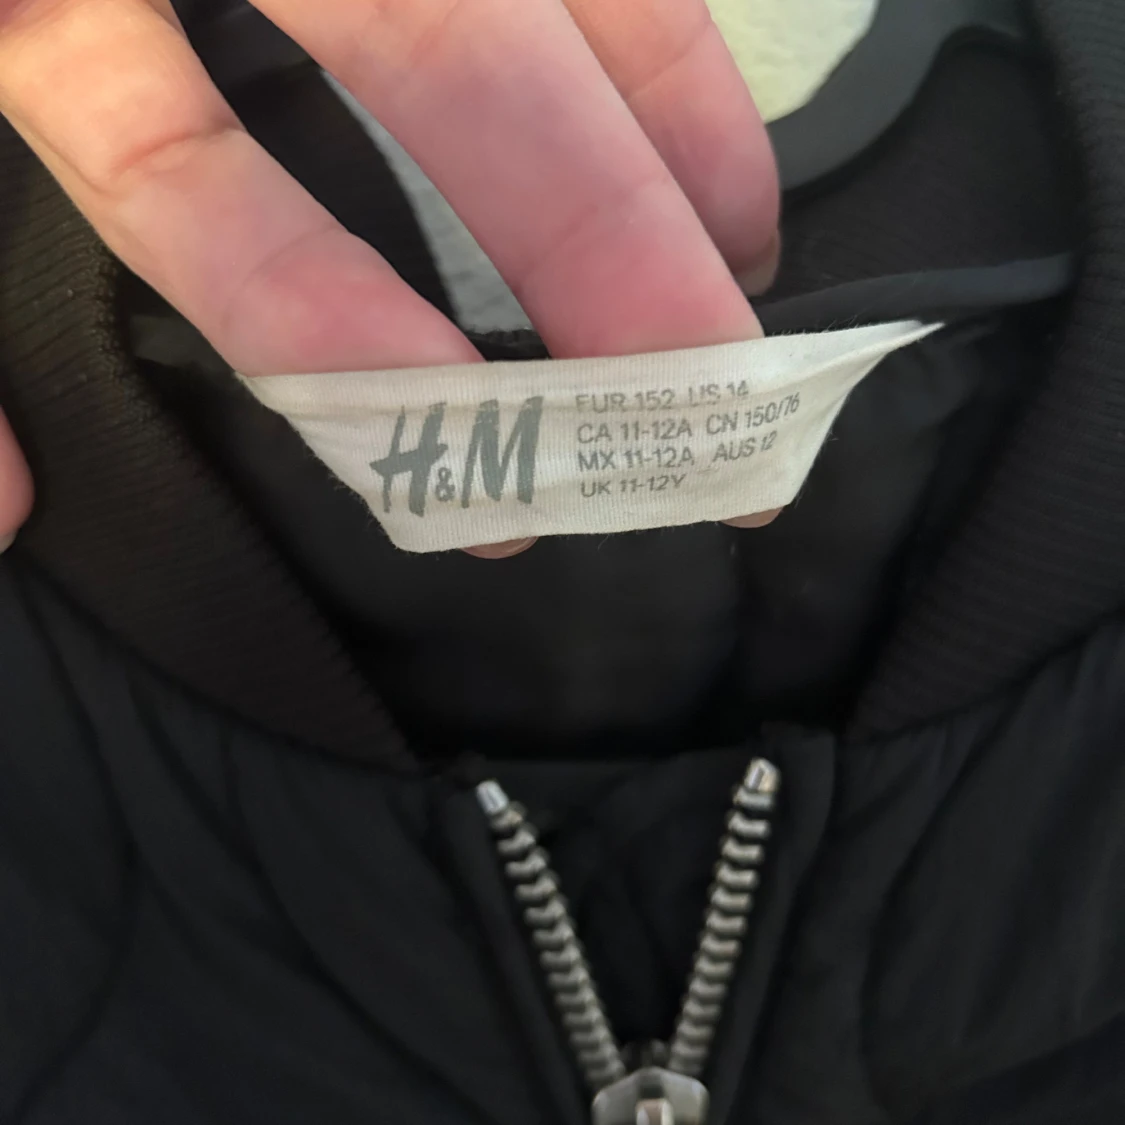 H&M
EUR 152 US 14
CA 11-12A CN 150/76
MX 11-12A AUS 12
UK 11-12Y